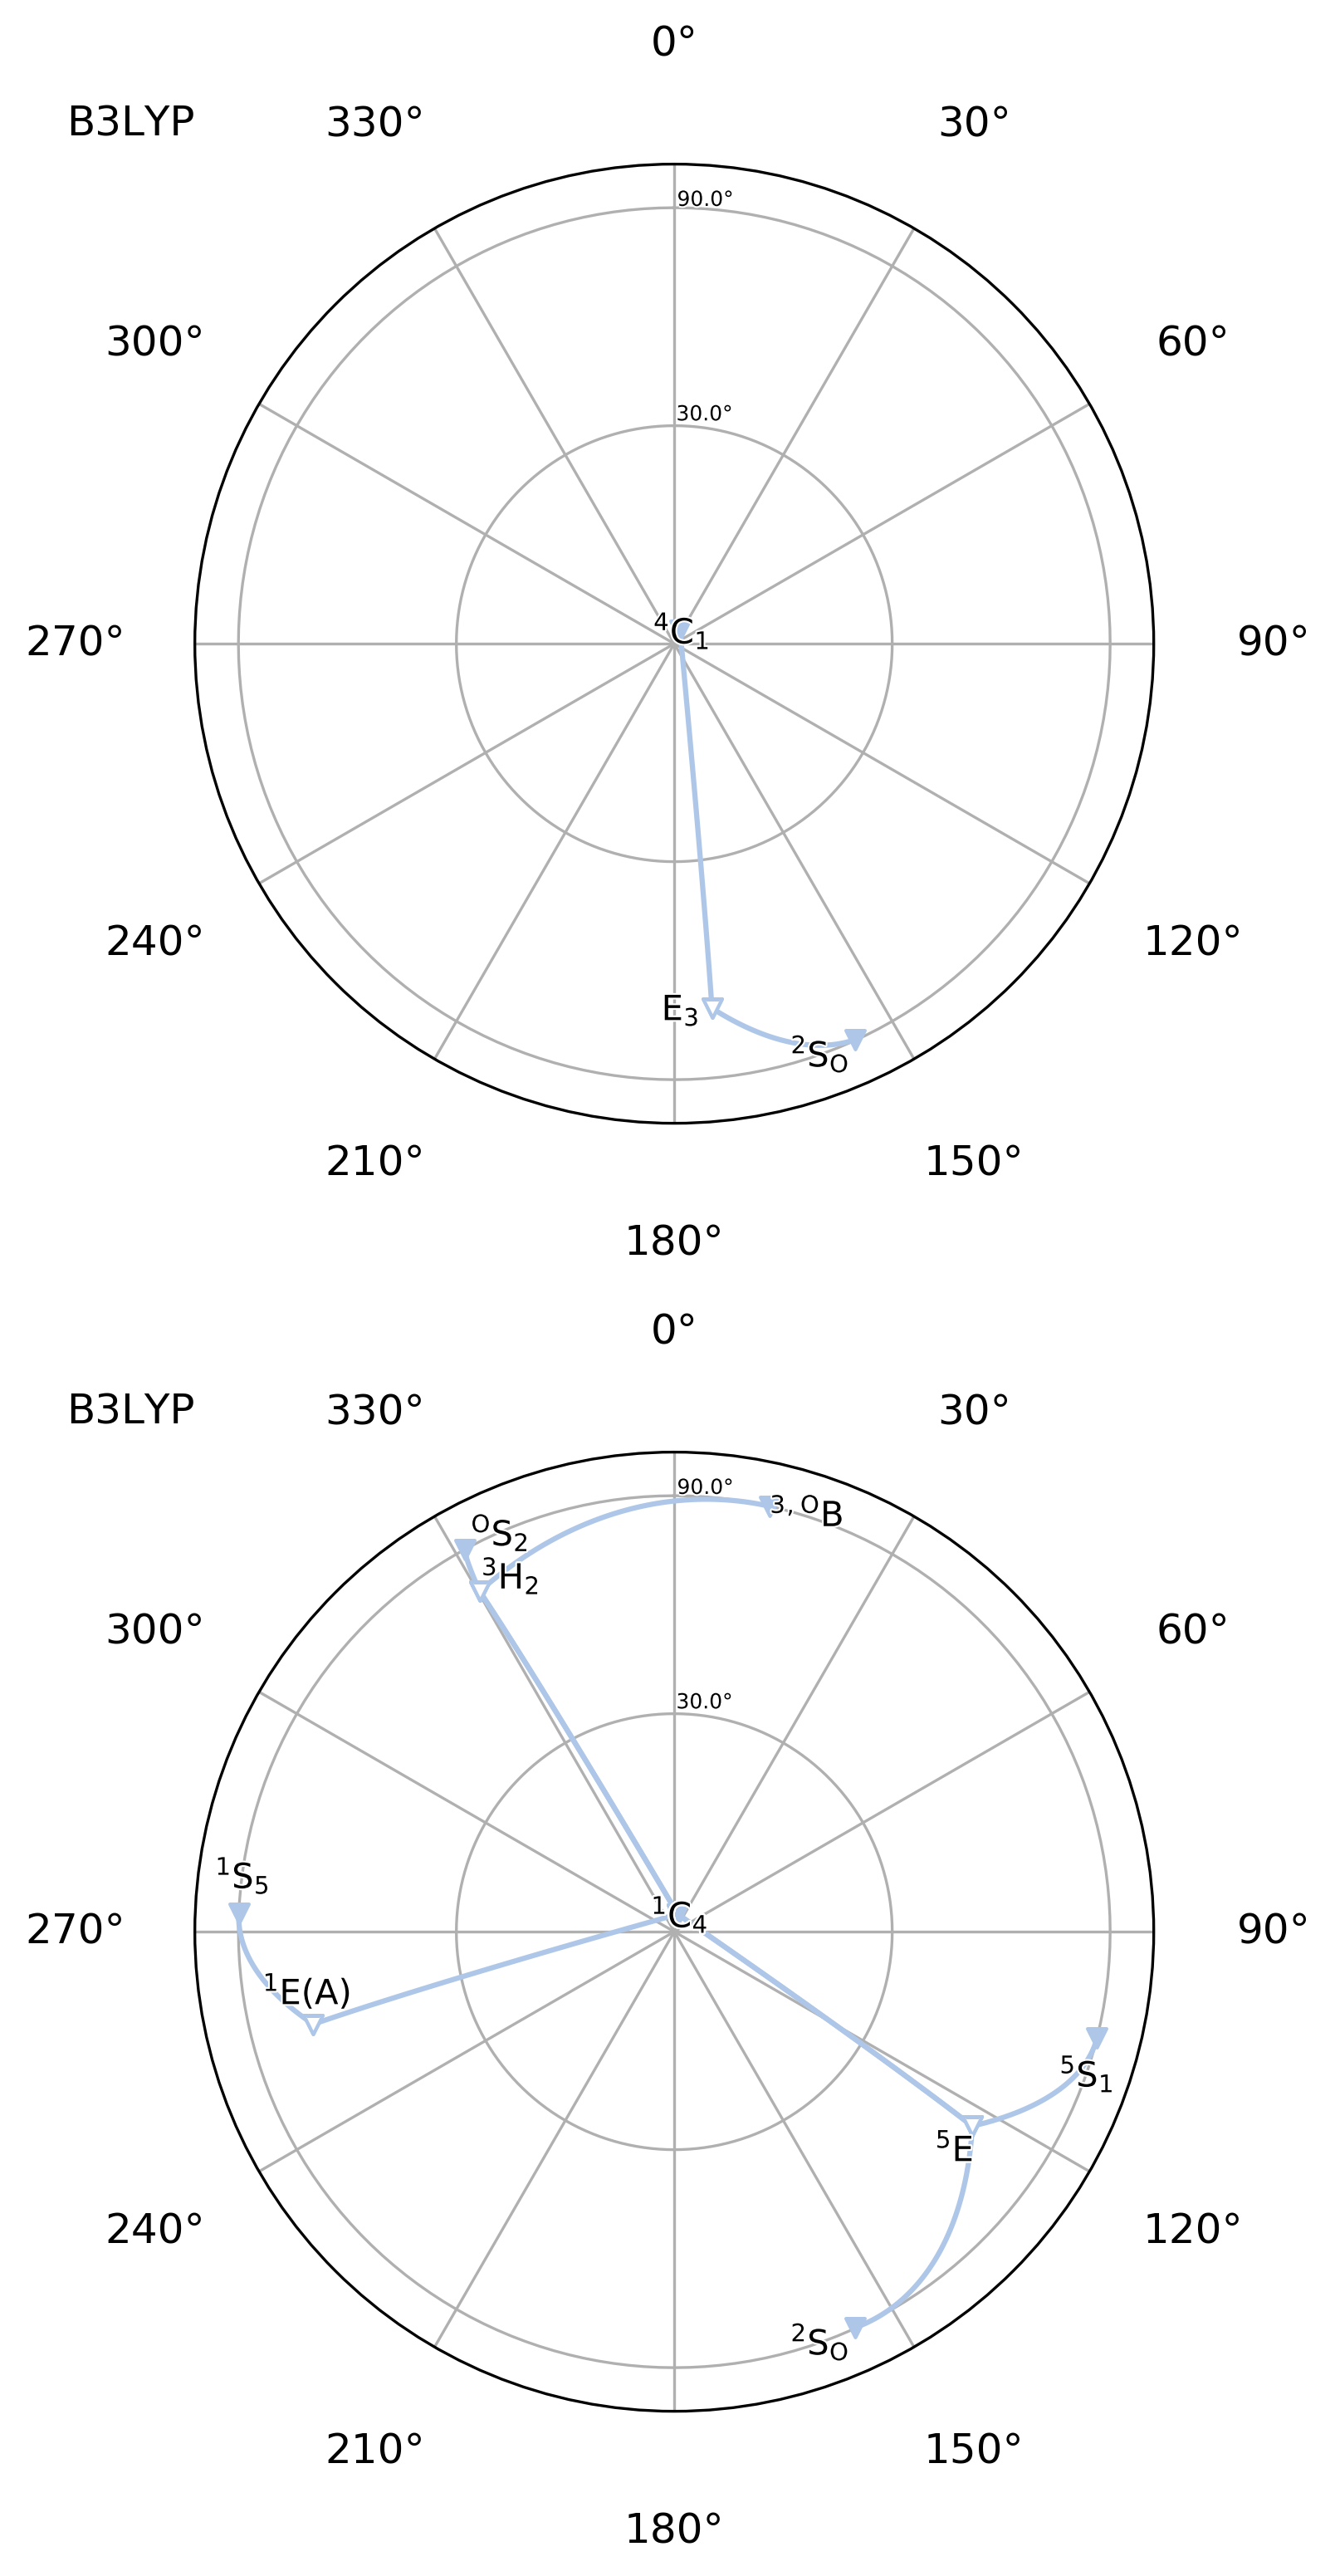 0°
B3LYP 330° 30°
90.0°
300° 60°
30.0°
⁴C₁
270° 90°
240° 120°
E₃
²S_O
210° 150°
180°
0°
B3LYP 330° 30°
90.0° ³,ᴼB
ᴼS₂
³H₂
300° 60°
30.0°
¹S₅
¹C₄
270° 90°
¹E(A)
⁵S₁
⁵E
240° 120°
²S_O
210° 150°
180°